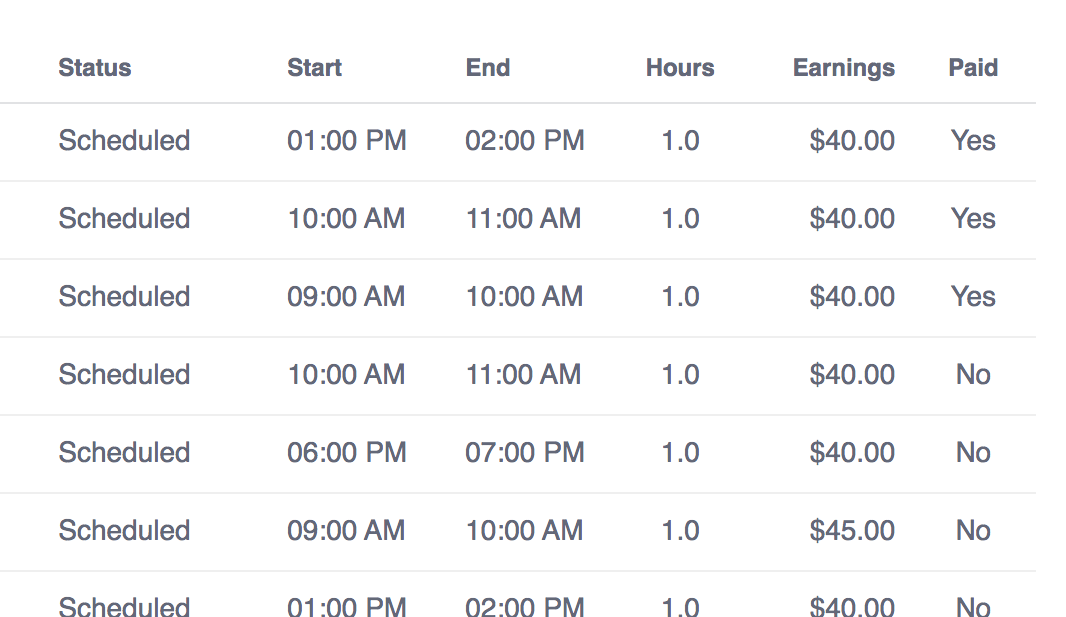 Status Start End Hours Earnings Paid
Scheduled 01:00 PM 02:00 PM 1.0 $40.00 Yes
Scheduled 10:00 AM 11:00 AM 1.0 $40.00 Yes
Scheduled 09:00 AM 10:00 AM 1.0 $40.00 Yes
Scheduled 10:00 AM 11:00 AM 1.0 $40.00 No
Scheduled 06:00 PM 07:00 PM 1.0 $40.00 No
Scheduled 09:00 AM 10:00 AM 1.0 $45.00 No
Scheduled 01:00 PM 02:00 PM 1.0 $40.00 No